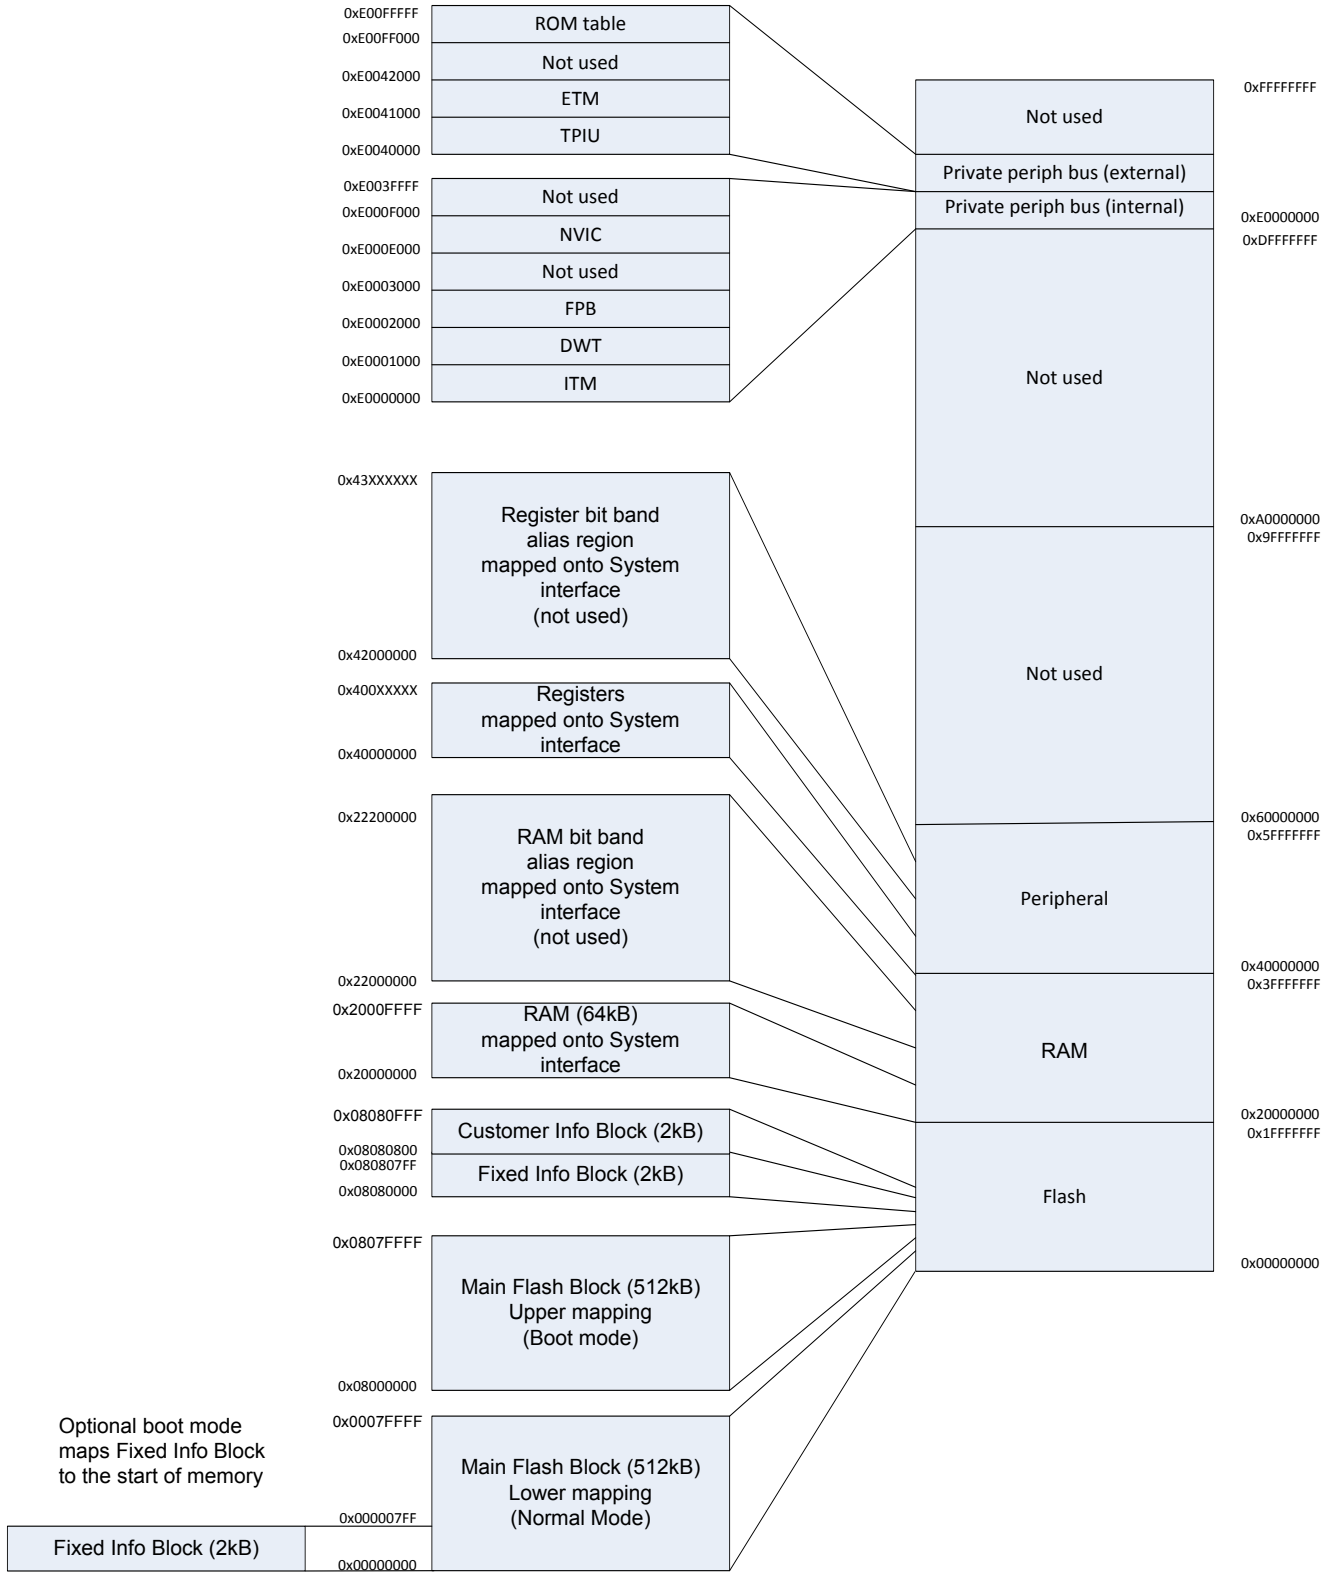 0xE00FFFFF
ROM table
0xE00FF000
Not used
0xE0042000
ETM
0xE0041000
TPIU
0xE0040000
0xE003FFFF
Not used
0xE000F000
NVIC
0xE000E000
Not used
0xE0003000
FPB
0xE0002000
DWT
0xE0001000
ITM
0xE0000000
0x43XXXXXX
Register bit band
alias region
mapped onto System
interface
(not used)
0x42000000
0x400XXXXX
Registers
mapped onto System
interface
0x40000000
0x22200000
RAM bit band
alias region
mapped onto System
interface
(not used)
0x22000000
0x2000FFFF
RAM (64kB)
mapped onto System
interface
0x20000000
0x08080FFF
Customer Info Block (2kB)
0x08080800
0x080807FF
Fixed Info Block (2kB)
0x08080000
0x0807FFFF
Main Flash Block (512kB)
Upper mapping
(Boot mode)
0x08000000
0x0007FFFF
Main Flash Block (512kB)
Lower mapping
(Normal Mode)
Optional boot mode
maps Fixed Info Block
to the start of memory
0x000007FF
Fixed Info Block (2kB)
0x00000000
0xFFFFFFFF
Not used
Private periph bus (external)
Private periph bus (internal)
0xE0000000
0xDFFFFFFF
Not used
0xA0000000
0x9FFFFFFF
Not used
0x60000000
0x5FFFFFFF
Peripheral
0x40000000
0x3FFFFFFF
RAM
0x20000000
0x1FFFFFFF
Flash
0x00000000